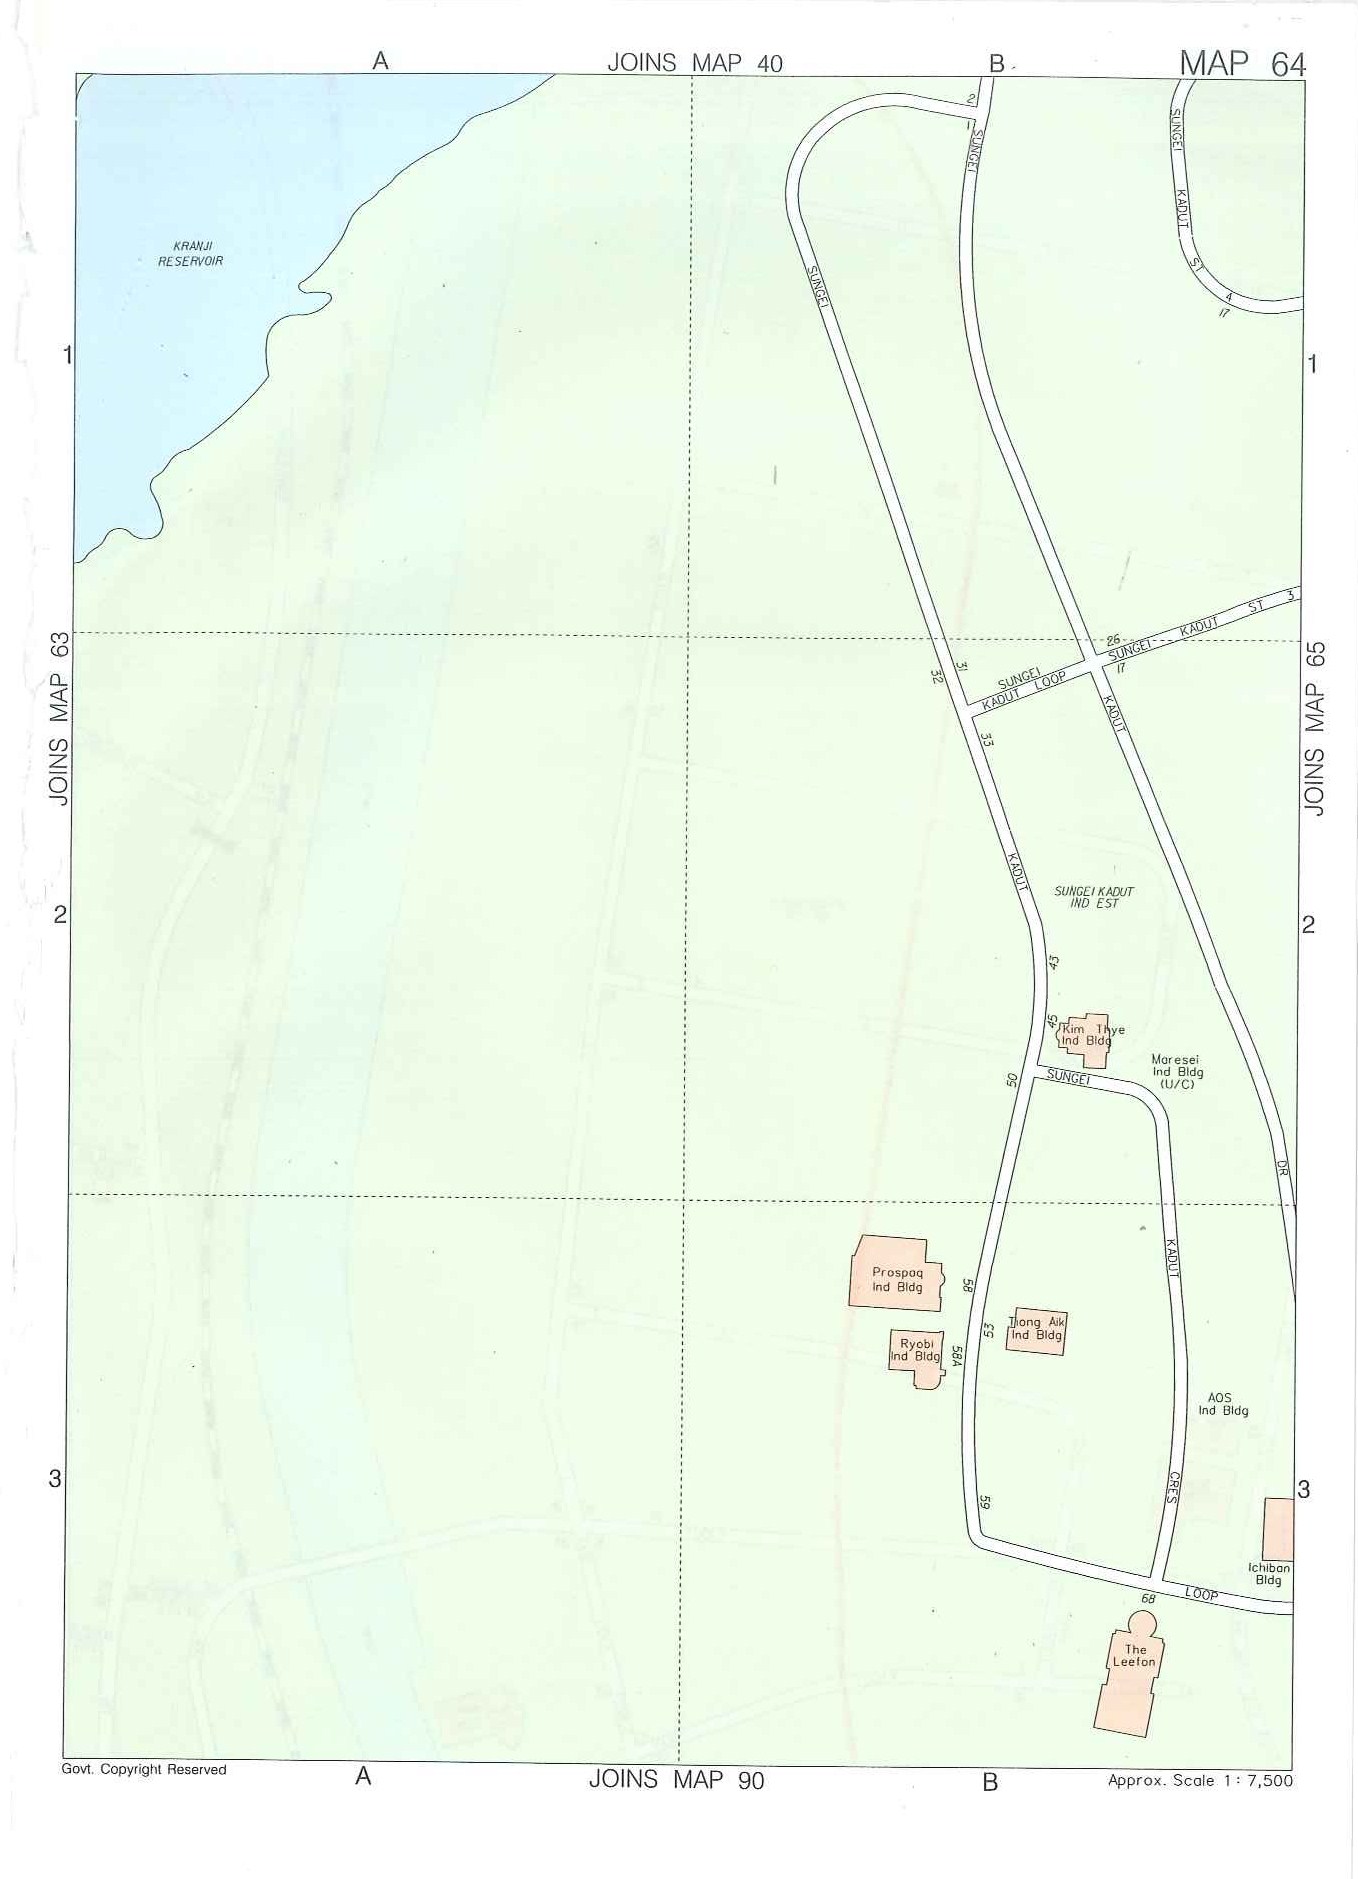 A
JOINS MAP 40
B
MAP 64
2
1
SUNGEI
SUNGEI
KADUT
ST
4
17
KRANJI
RESERVOIR
SUNGEI
1
1
JOINS MAP 63
JOINS MAP 65
SUNGEI KADUT ST 3
26
17
31
32
SUNGEI
KADUT LOOP
33
KADUT
KADUT
SUNGEI KADUT
IND EST
2
2
43
45
Kim Thye
Ind Bldg
Maresei
Ind Bldg
(U/C)
50
SUNGEI
DR
KADUT
Prospaq
Ind Bldg
58
53
58A
Tiong Aik
Ind Bldg
Ryobi
Ind Bldg
AOS
Ind Bldg
3
3
CRES
59
Ichiban
Bldg
LOOP
68
The
Leefon
Govt. Copyright Reserved
A
JOINS MAP 90
B
Approx. Scale 1 : 7,500